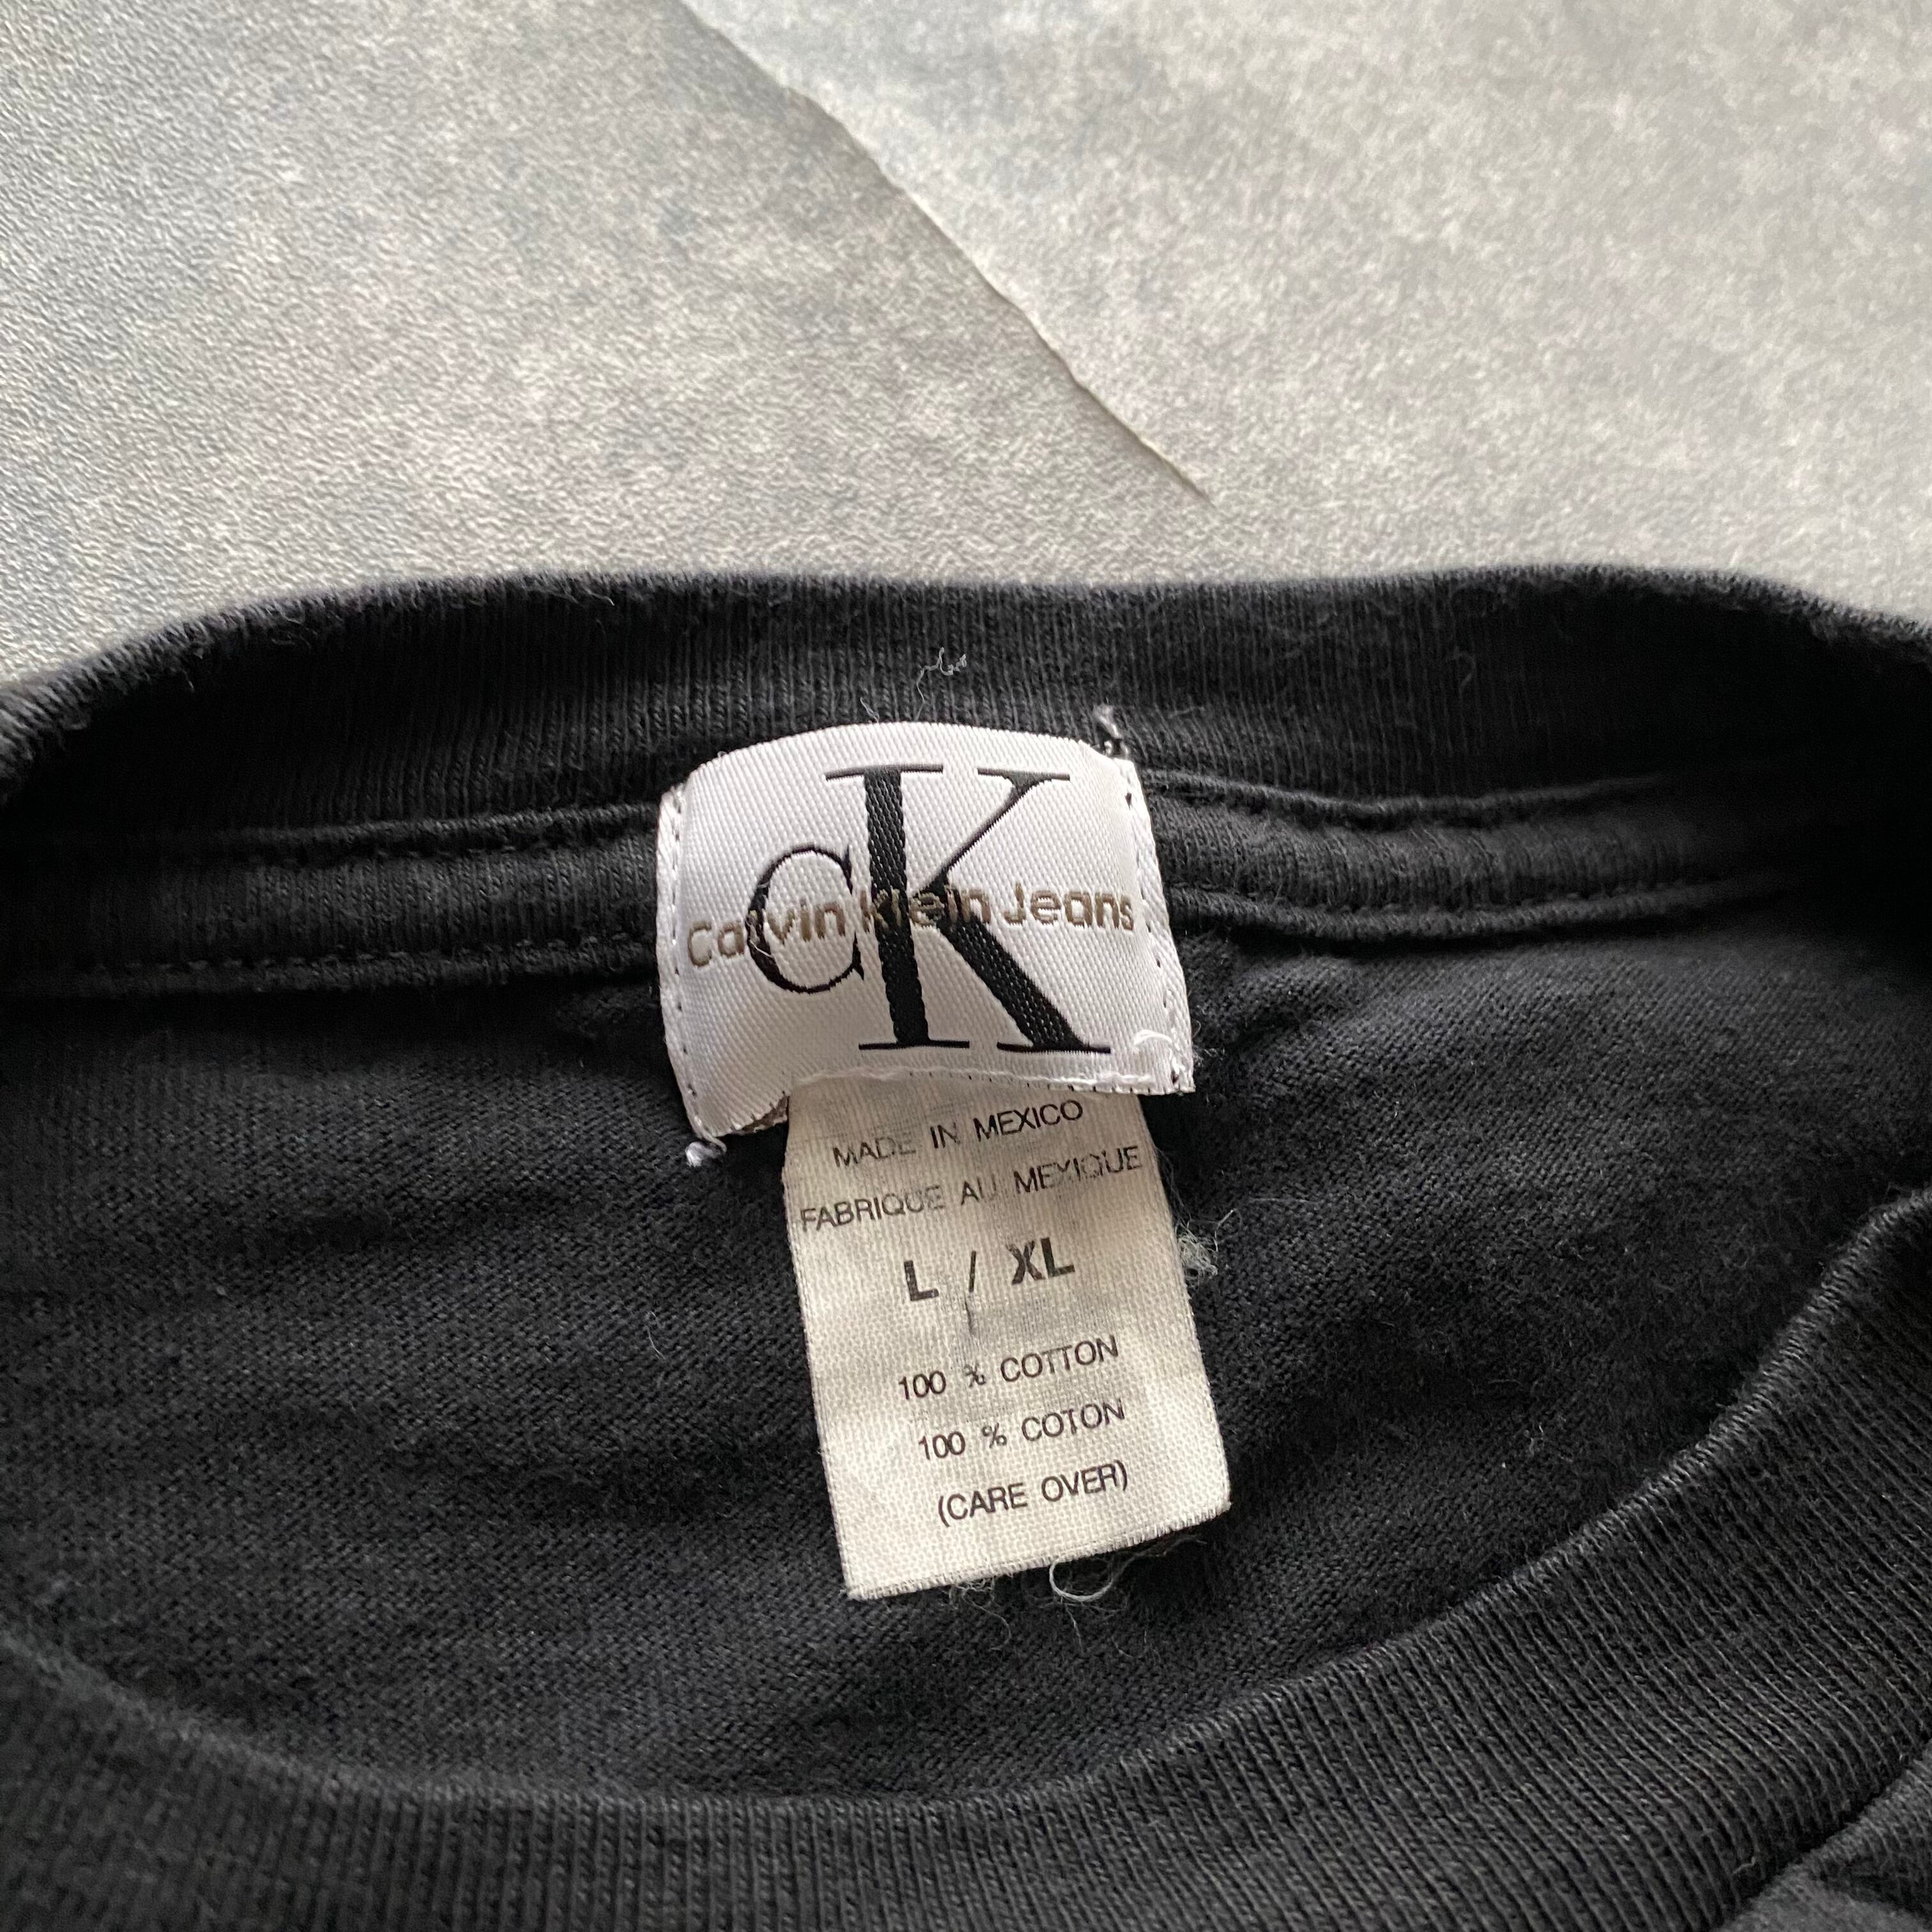 CK
Calvin Klein Jeans
MADE IN MEXICO
FABRIQUE AU MEXIQUE
L / XL
100 % COTTON
100 % COTON
(CARE OVER)